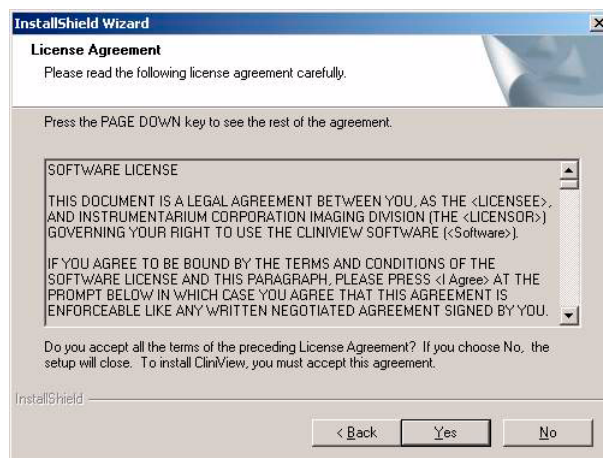 InstallShield Wizard
License Agreement
Please read the following license agreement carefully.
Press the PAGE DOWN key to see the rest of the agreement.
SOFTWARE LICENSE
THIS DOCUMENT IS A LEGAL AGREEMENT BETWEEN YOU, AS THE <LICENSEE>,
AND INSTRUMENTARIUM CORPORATION IMAGING DIVISION (THE <LICENSOR>)
GOVERNING YOUR RIGHT TO USE THE CLINIVIEW SOFTWARE (<Software>).
IF YOU AGREE TO BE BOUND BY THE TERMS AND CONDITIONS OF THE
SOFTWARE LICENSE AND THIS PARAGRAPH, PLEASE PRESS <I Agree> AT THE
PROMPT BELOW IN WHICH CASE YOU AGREE THAT THIS AGREEMENT IS
ENFORCEABLE LIKE ANY WRITTEN NEGOTIATED AGREEMENT SIGNED BY YOU.
Do you accept all the terms of the preceding License Agreement? If you choose No, the
setup will close. To install CliniView, you must accept this agreement.
InstallShield
< Back Yes No